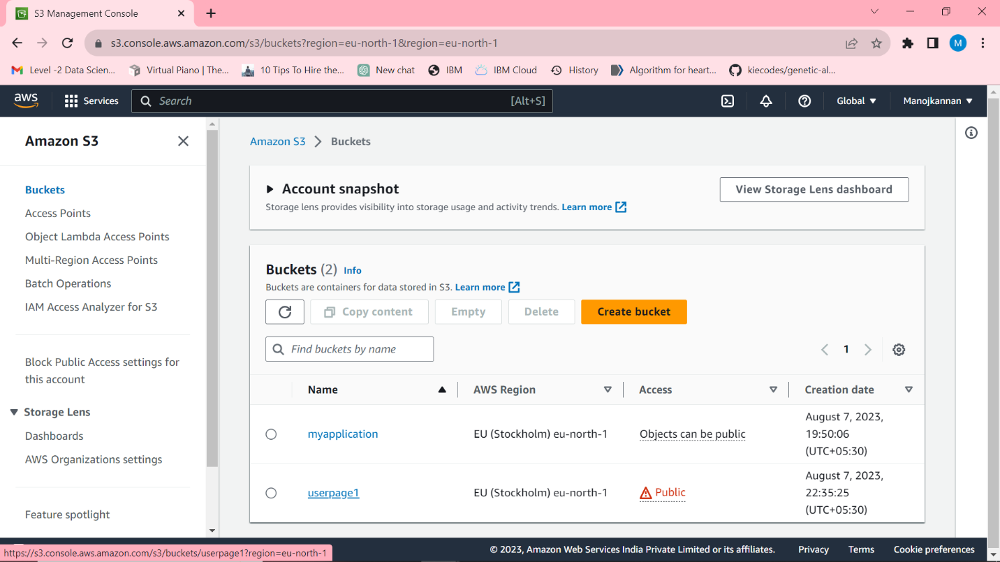 S3 Management Console
s3.console.aws.amazon.com/s3/buckets?region=eu-north-1&region=eu-north-1
M
Level -2 Data Scien...
Virtual Piano | The...
10 Tips To Hire the...
New chat
IBM
IBM Cloud
History
Algorithm for heart...
kiecodes/genetic-al...
aws
Services
Search
[Alt+S]
Global
Manojkannan
Amazon S3
Buckets
Access Points
Object Lambda Access Points
Multi-Region Access Points
Batch Operations
IAM Access Analyzer for S3
Block Public Access settings for
this account
Storage Lens
Dashboards
AWS Organizations settings
Feature spotlight
Amazon S3 > Buckets
Account snapshot
Storage lens provides visibility into storage usage and activity trends. Learn more
View Storage Lens dashboard
Buckets (2) Info
Buckets are containers for data stored in S3. Learn more
Copy content
Empty
Delete
Create bucket
Find buckets by name
1
Name
AWS Region
Access
Creation date
myapplication
EU (Stockholm) eu-north-1
Objects can be public
August 7, 2023,
19:50:06
(UTC+05:30)
userpage1
EU (Stockholm) eu-north-1
Public
August 7, 2023,
22:35:25
(UTC+05:30)
https://s3.console.aws.amazon.com/s3/buckets/userpage1?region=eu-north-1
© 2023, Amazon Web Services India Private Limited or its affiliates.
Privacy
Terms
Cookie preferences